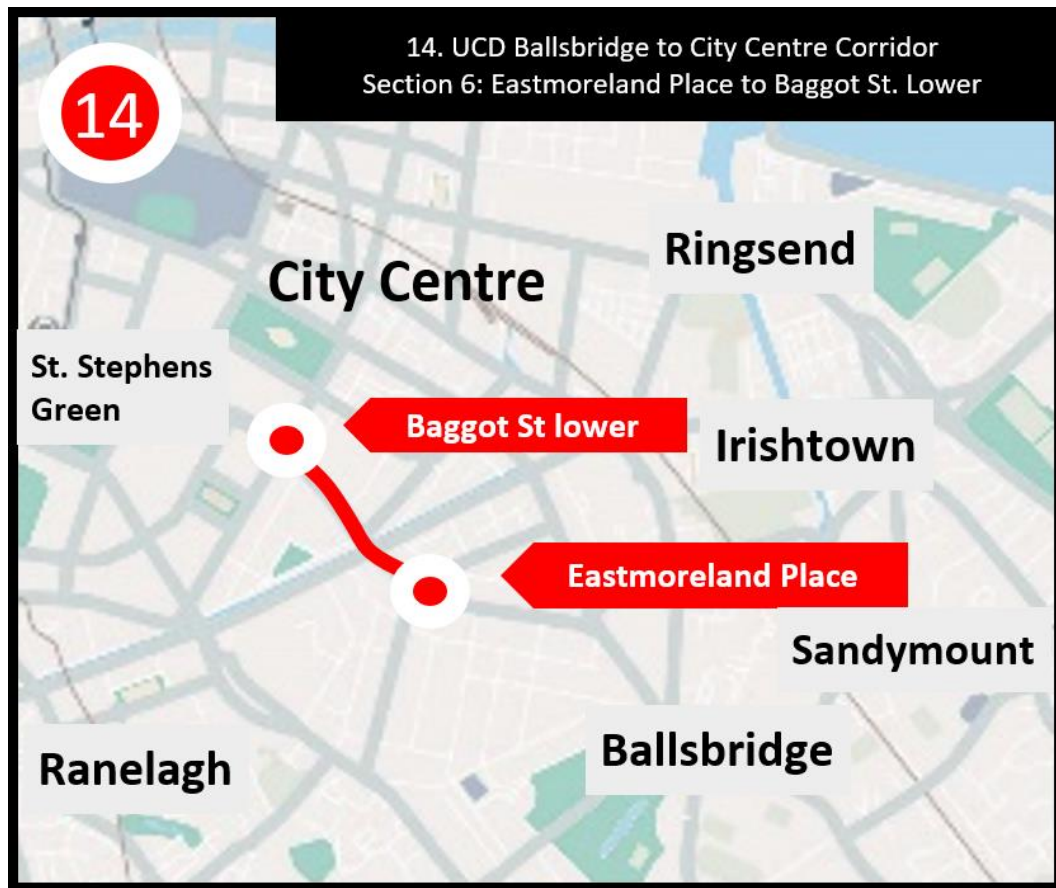 14. UCD Ballsbridge to City Centre Corridor
Section 6: Eastmoreland Place to Baggot St. Lower
14
Ringsend
City Centre
St. Stephens
Green
Baggot St lower
Irishtown
Eastmoreland Place
Sandymount
Ballsbridge
Ranelagh